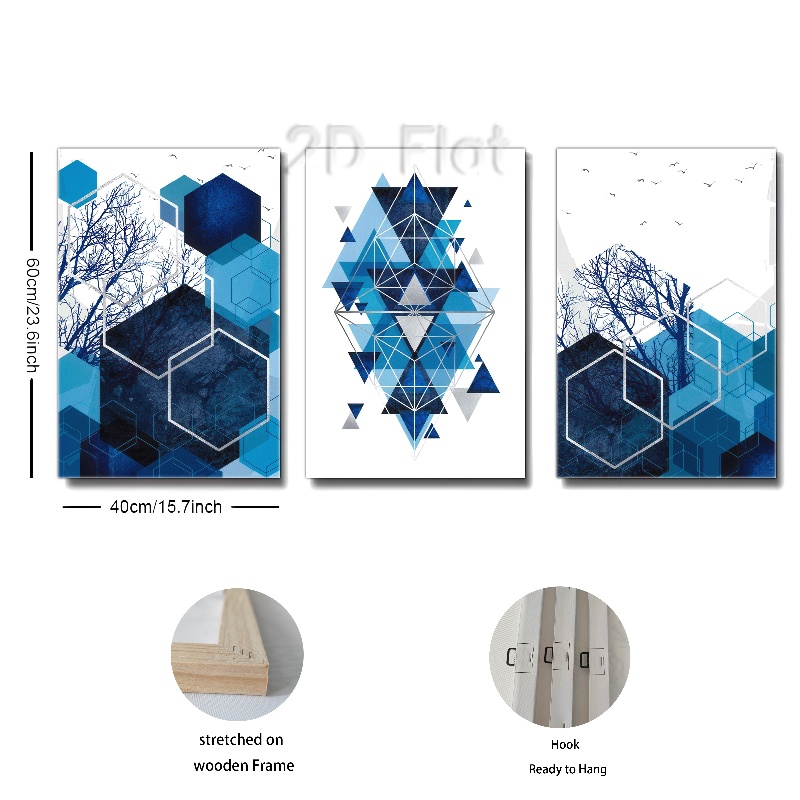 2D Flat
60cm/23.6inch
40cm/15.7inch
stretched on
wooden Frame
Hook
Ready to Hang